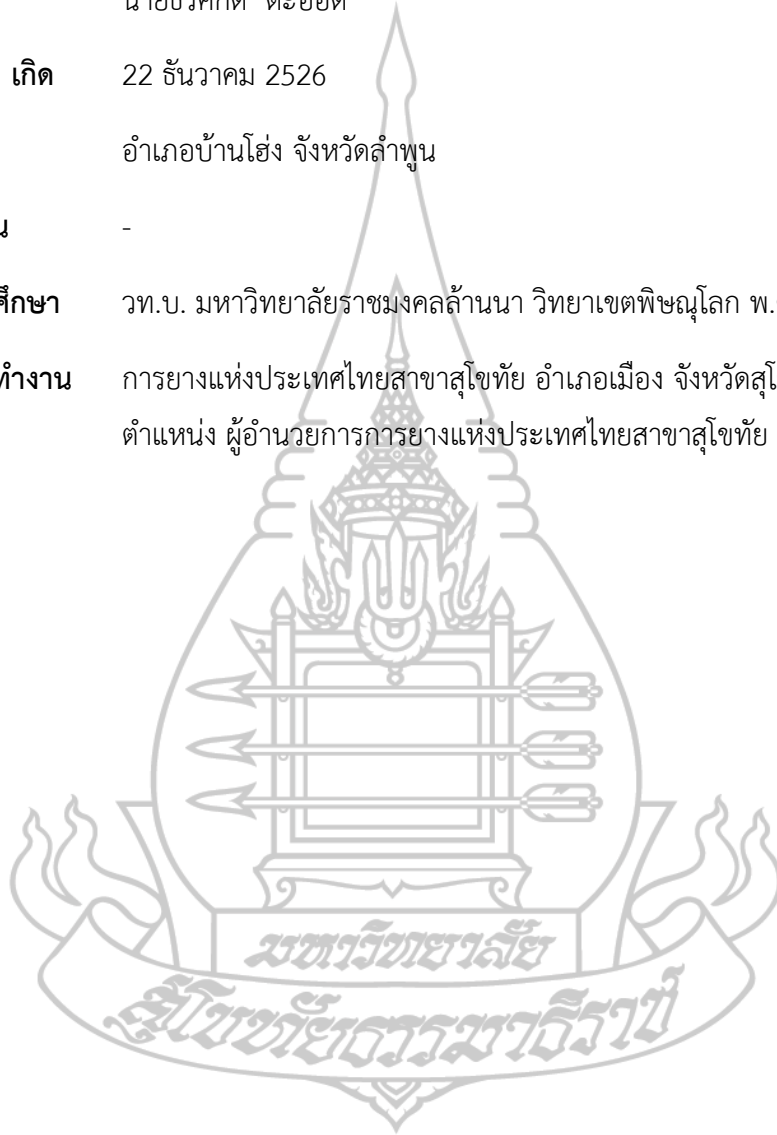 เกิด 22 ธันวาคม 2526
อำเภอบ้านโฮ่ง จังหวัดลำพูน
-
วท.บ. มหาวิทยาลัยราชมงคลล้านนา วิทยาเขตพิษณุโลก
ทำงาน การยางแห่งประเทศไทยสาขาสุโขทัย อำเภอเมือง จังหวัด
ตำแหน่ง ผู้อำนวยการการยางแห่งประเทศไทยสาขาสุโขทัย
มหาวิทยาลัย
สุโขทัยธรรมาธิราช